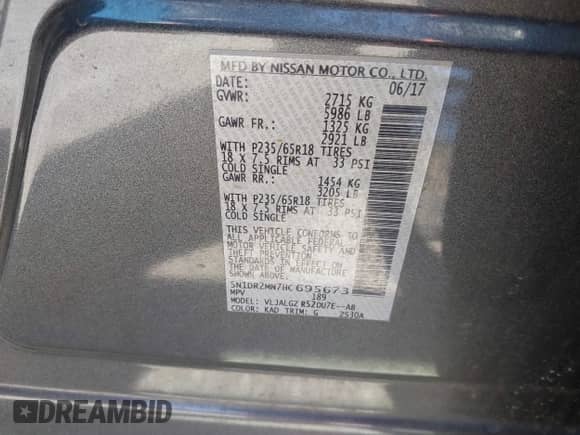 MFD BY NISSAN MOTOR CO., LTD.
DATE: 06/17
GVWR: 2715 KG
5986 LB
GAWR FR.: 1325 KG
2921 LB
WITH P235/65R18 TIRES
18 X 7.5 RIMS AT 33 PSI
COLD SINGLE
GAWR RR.: 1454 KG
3205 LB
WITH P235/65R18 TIRES
18 X 7.5 RIMS AT 33 PSI
COLD SINGLE
THIS VEHICLE CONFORMS TO
ALL APPLICABLE FEDERAL
MOTOR VEHICLE SAFETY AND
THEFT PREVENTION
STANDARDS IN EFFECT ON
THE DATE OF MANUFACTURE
SHOWN ABOVE.
5N1DR2MN7HC695673
MPV 189
MODEL: VLJALGZ R52DU7E--AB
COLOR: KAD TRIM: G 2530A
DREAMBID